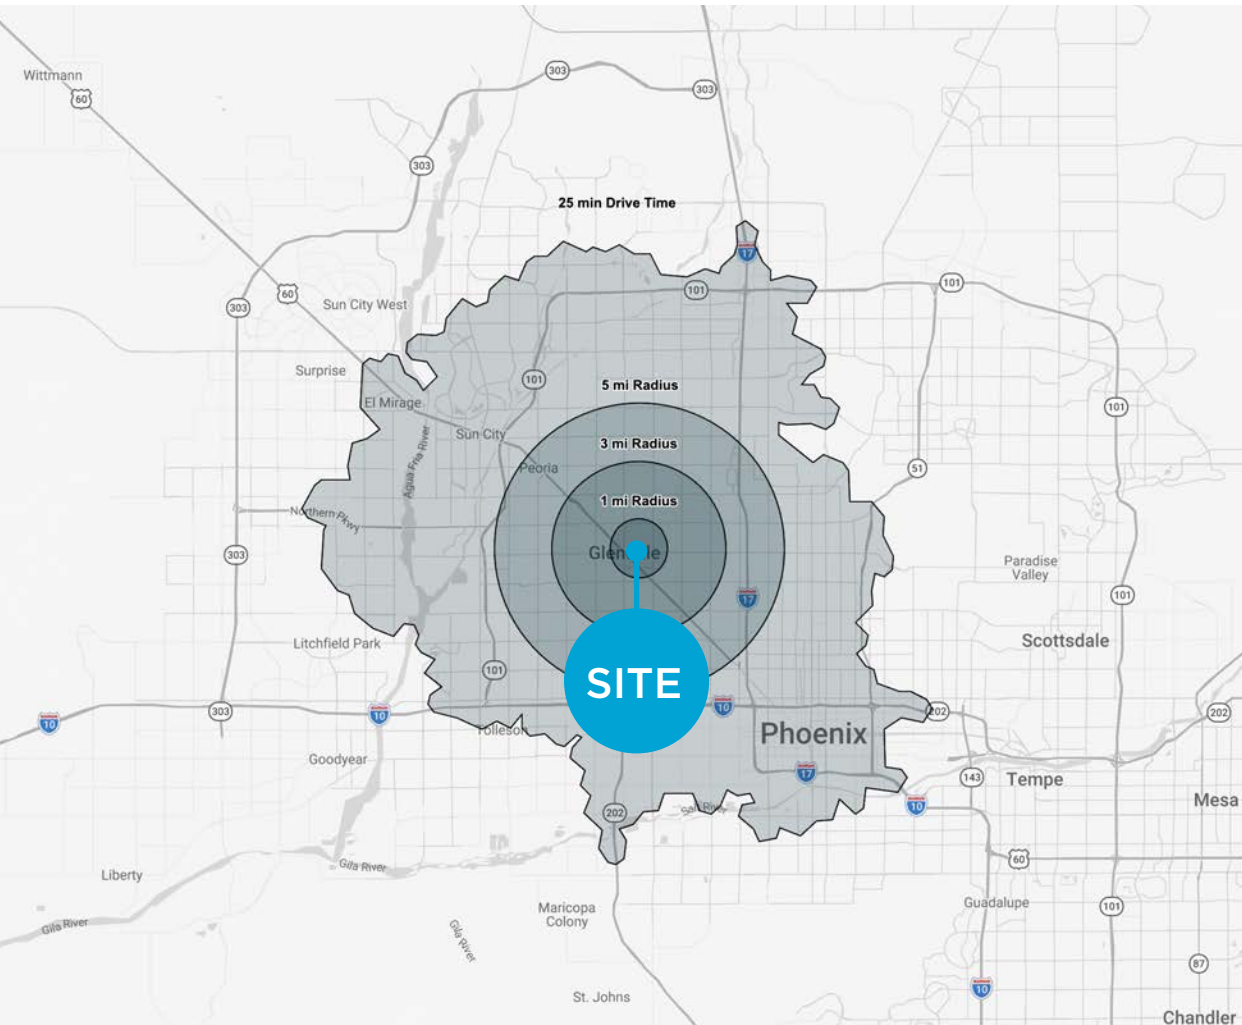 303
303
Wittmann
60
303
25 min Drive Time
17
101
101
60
303
Sun City West
Surprise
101
5 mi Radius
El Mirage
101
Sun City
3 mi Radius
Agua Fria River
Peoria
51
1 mi Radius
Northern Pkwy
303
Glendale
Paradise
Valley
17
101
Litchfield Park
Scottsdale
101
SITE
10
303
10
10
202
202
Tolleson
Phoenix
Goodyear
17
143
Tempe
10
Mesa
202
Salt River
60
Gila River
Liberty
Guadalupe
101
Maricopa
Colony
Gila River
Gila River
87
10
St. Johns
Chandler